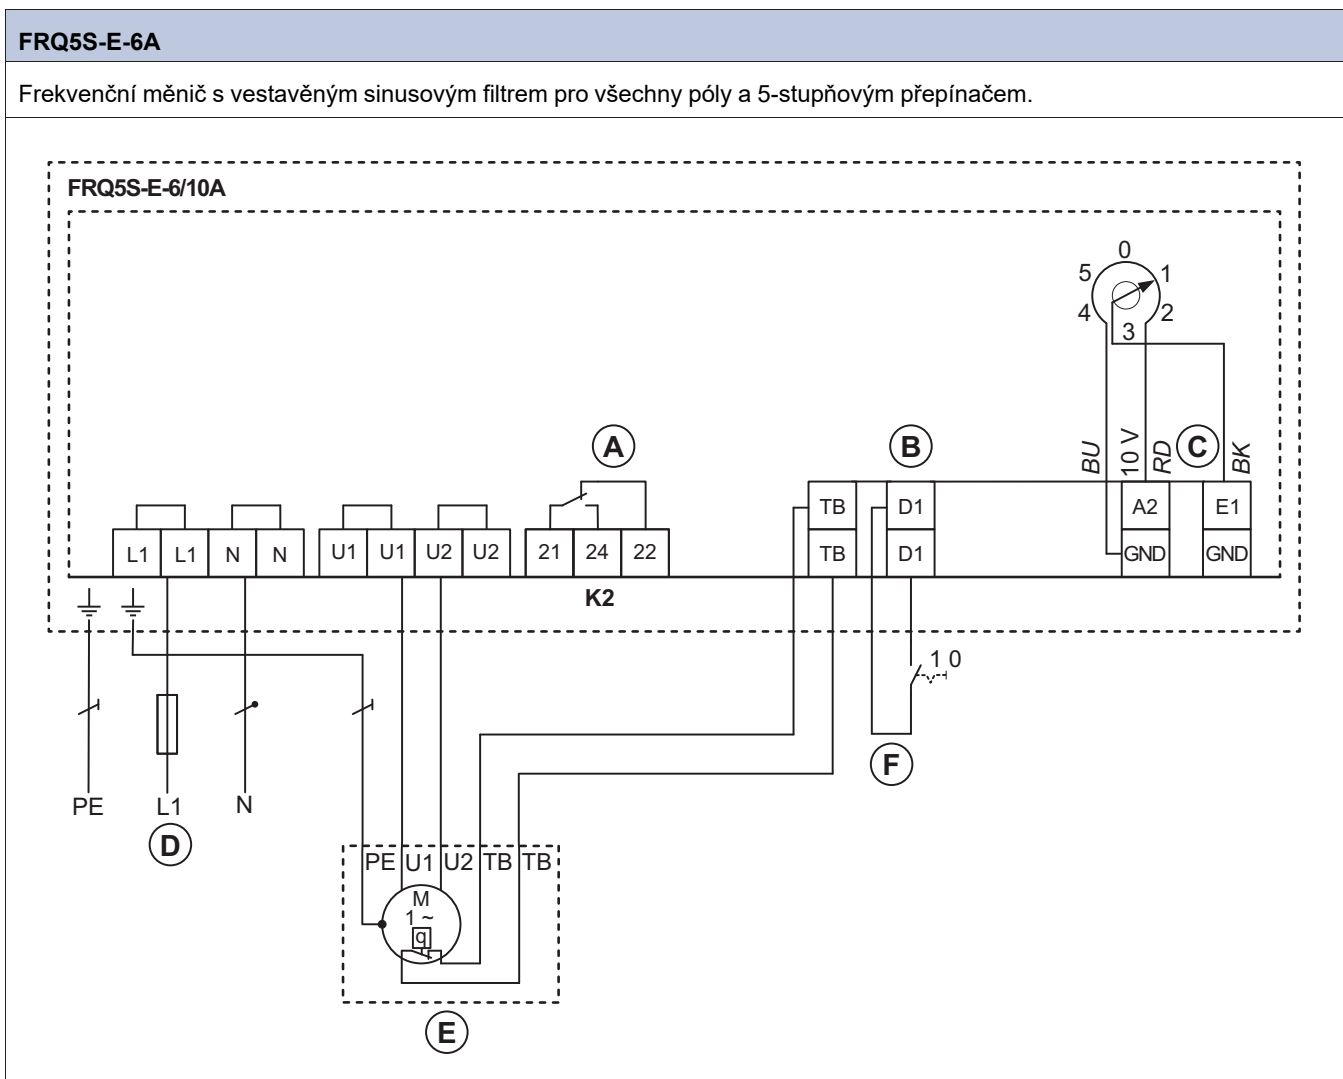 FRQ5S-E-6A
Frekvenční měnič s vestavěným sinusovým filtrem pro všechny póly a 5-stupňovým přepínačem.
FRQ5S-E-6/10A
0
5 1
4 2
3
A B C
BU 10 V RD BK
TB D1 A2 E1
L1 L1 N N U1 U1 U2 U2 21 24 22 TB D1 GND GND
K2
1 0
F
PE L1 N
D
PE U1 U2 TB TB
M
1 ~
q
E